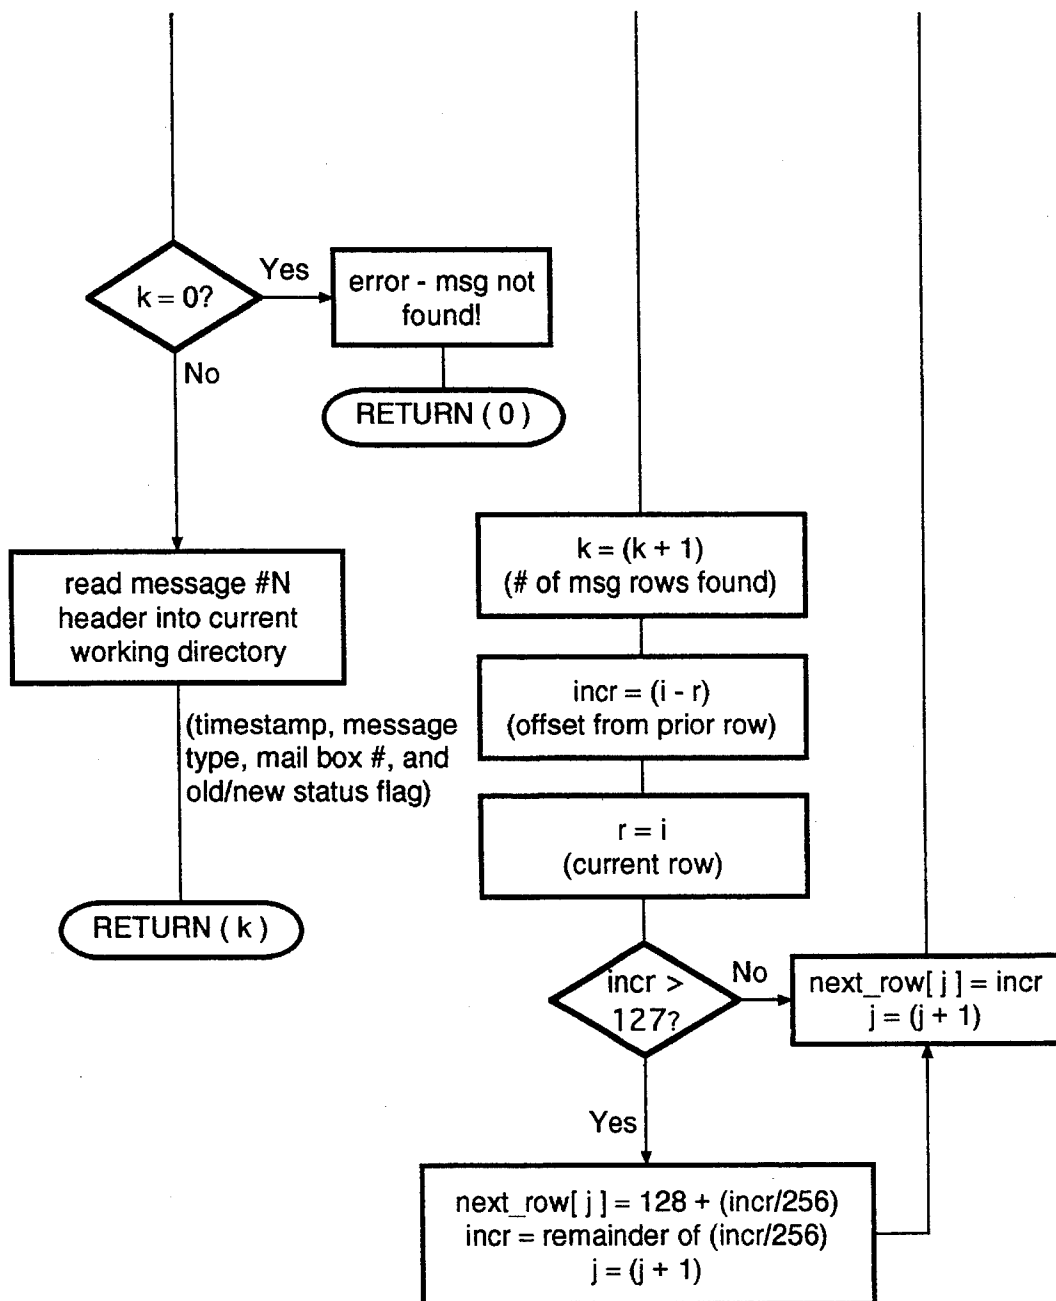 k = 0?
Yes
error - msg not
found!
No
RETURN ( 0 )
read message #N
header into current
working directory
(timestamp, message
type, mail box #, and
old/new status flag)
RETURN ( k )
k = (k + 1)
(# of msg rows found)
incr = (i - r)
(offset from prior row)
r = i
(current row)
incr >
127?
No
next_row[ j ] = incr
j = (j + 1)
Yes
next_row[ j ] = 128 + (incr/256)
incr = remainder of (incr/256)
j = (j + 1)